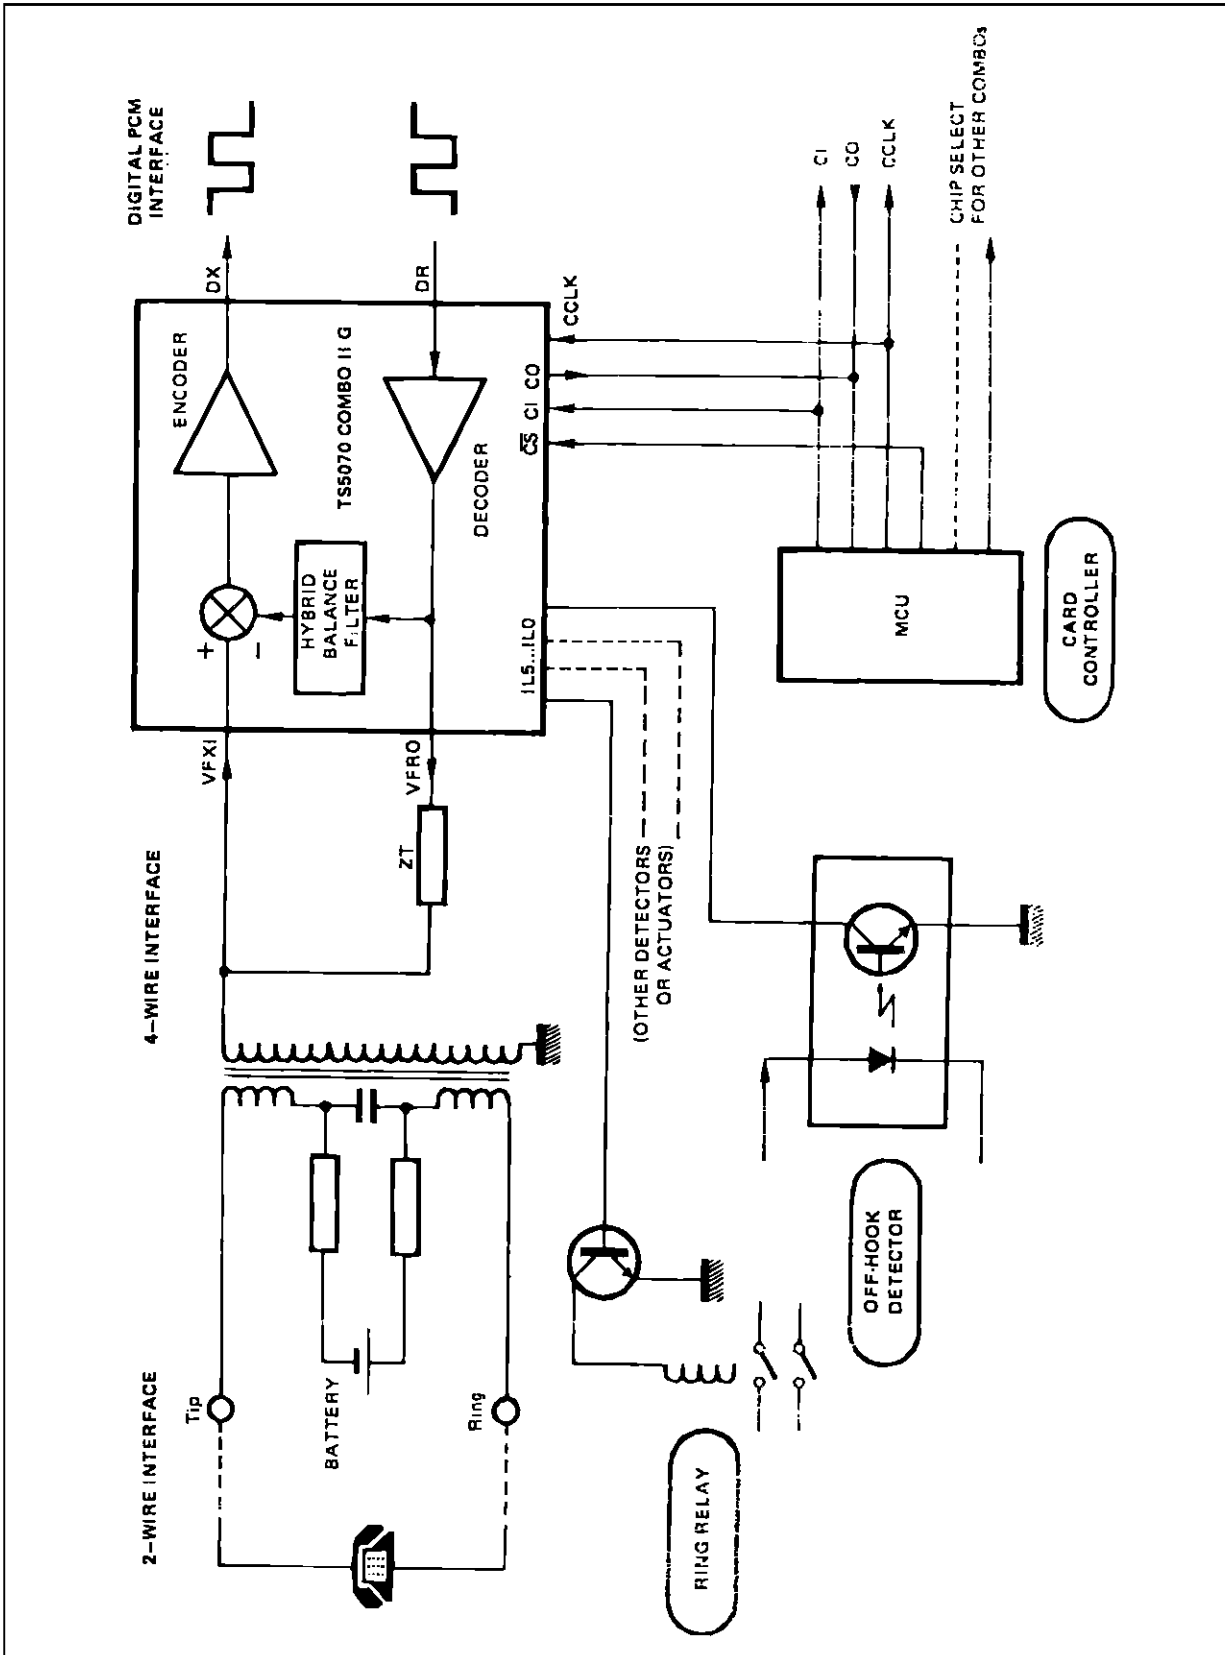 2-WIRE INTERFACE
4-WIRE INTERFACE
DIGITAL PCM
INTERFACE
Tip
BATTERY
Ring
VFXI
+
−
ENCODER
DX
HYBRID
BALANCE
FILTER
TS5070 COMBO II G
ZT
VFRO
DECODER
DR
IL5...IL0
CS CI CO
CCLK
(OTHER DETECTORS
OR ACTUATORS)
RING RELAY
OFF-HOOK
DETECTOR
MCU
CARD
CONTROLLER
CI
CO
CCLK
CHIP SELECT
FOR OTHER COMBOs